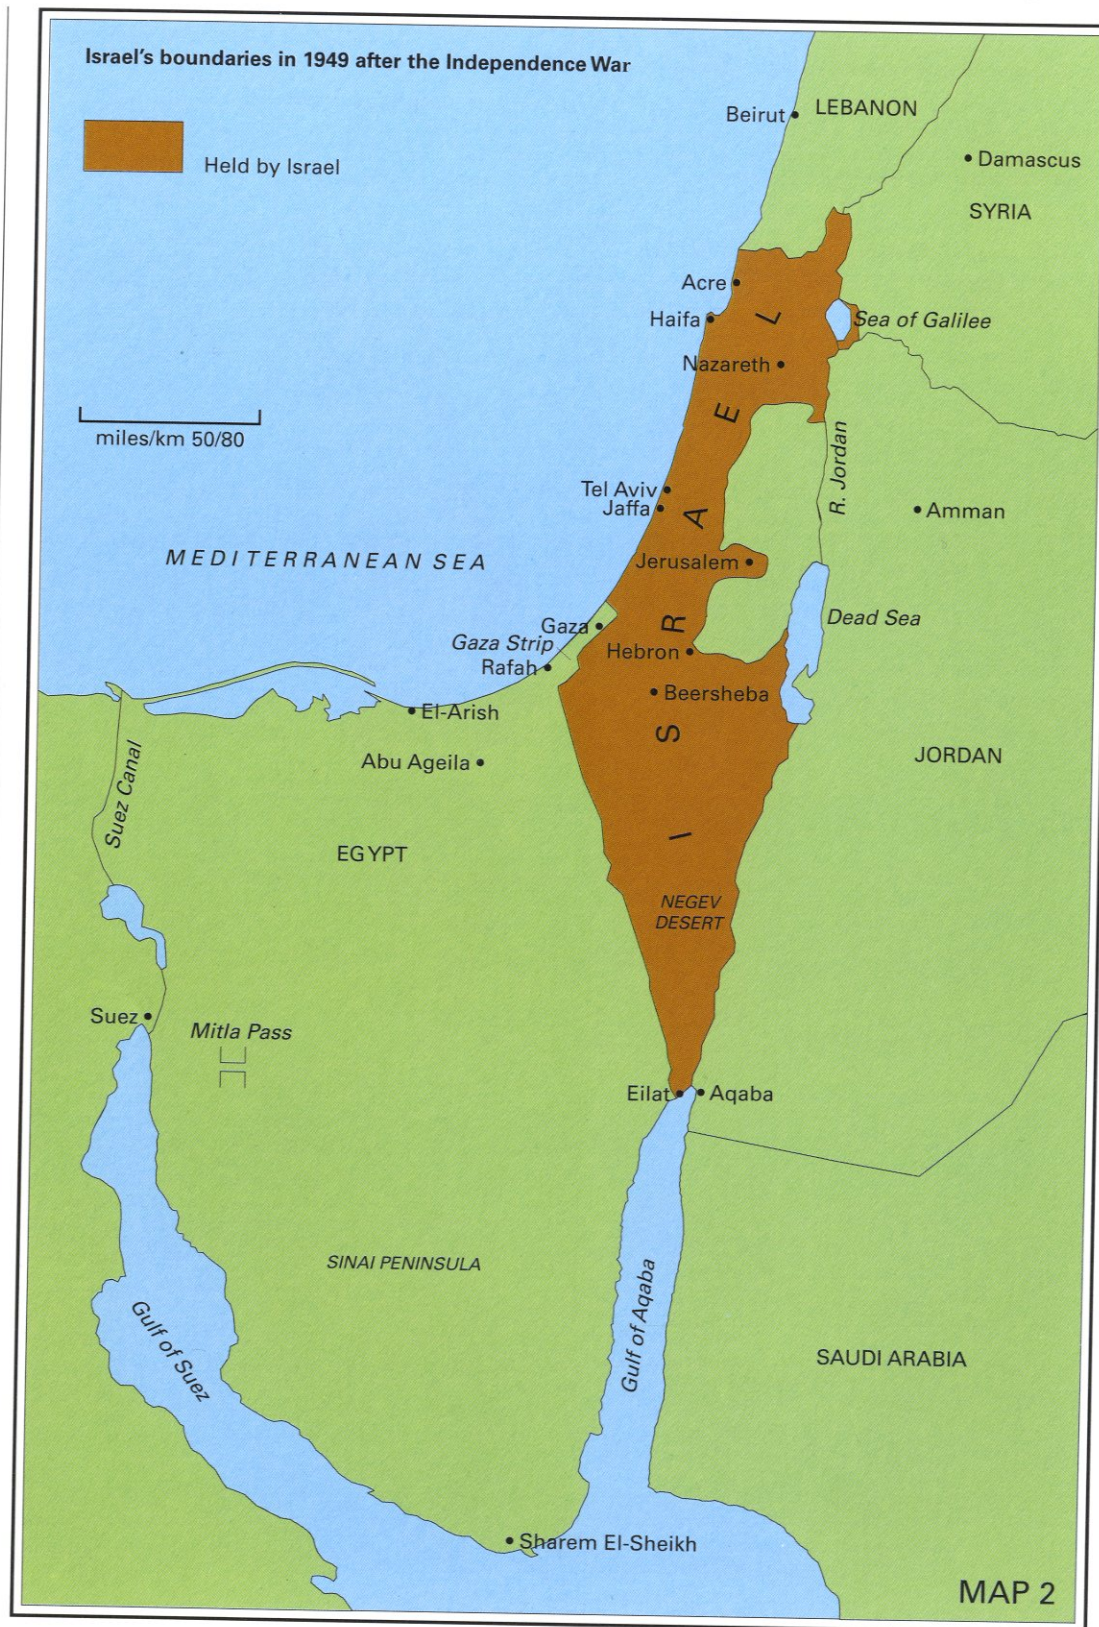 Israel's boundaries in 1949 after the Independence War
Held by Israel
Beirut
LEBANON
Damascus
SYRIA
Acre
Haifa
Sea of Galilee
Nazareth
miles/km 50/80
R. Jordan
Tel Aviv
Jaffa
Amman
MEDITERRANEAN SEA
Jerusalem
Dead Sea
Gaza
Gaza Strip
Hebron
Rafah
Beersheba
El-Arish
ISRAEL
Abu Ageila
JORDAN
Suez Canal
EGYPT
NEGEV
DESERT
Suez
Mitla Pass
Eilat
Aqaba
SINAI PENINSULA
Gulf of Aqaba
Gulf of Suez
SAUDI ARABIA
Sharem El-Sheikh
MAP 2